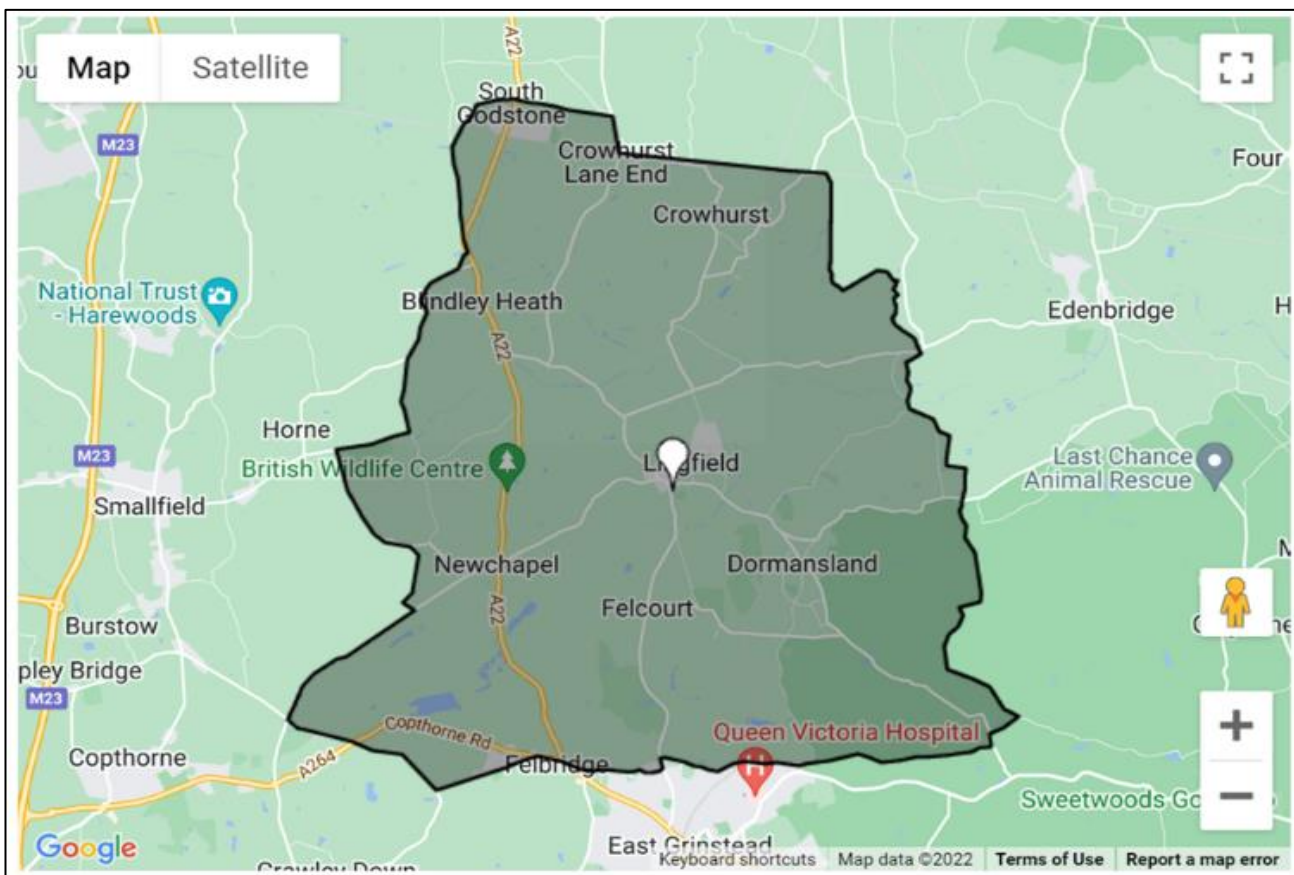 Map Satellite
A22
South
Godstone
M23
Crowhurst
Lane End
Four
Crowhurst
National Trust
- Harewoods
Blindley Heath
Edenbridge
H
A22
Horne
M23
British Wildlife Centre
Lingfield
Last Chance
Animal Rescue
Smallfield
Newchapel
Dormansland
M
A22
Felcourt
Burstow
pley Bridge
M23
Copthorne Rd
Queen Victoria Hospital
Copthorne
A264
Felbridge
Sweetwoods Go
East Grinstead
Google
Crawley Down
Keyboard shortcuts Map data ©2022 Terms of Use Report a map error